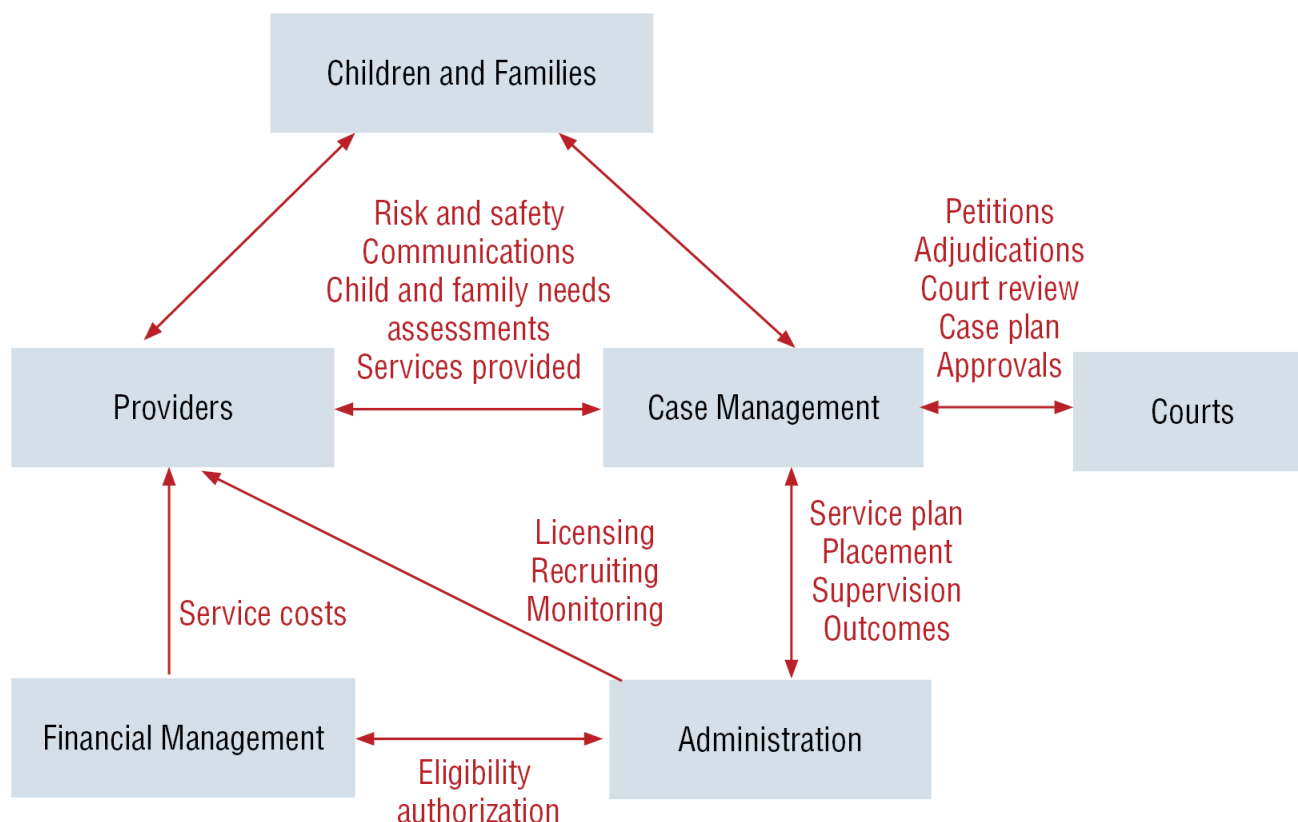 Children and Families
Risk and safety
Communications
Child and family needs
assessments
Services provided
Petitions
Adjudications
Court review
Case plan
Approvals
Providers
Case Management
Courts
Licensing
Recruiting
Monitoring
Service plan
Placement
Supervision
Outcomes
Service costs
Financial Management
Administration
Eligibility
authorization